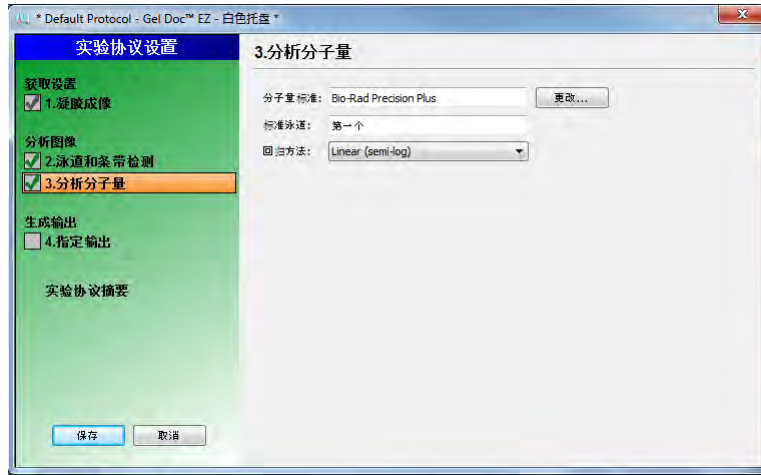 * Default Protocol - Gel Doc™ EZ - 白色托盘 *
实验协议设置
获取设置
1.凝胶成像
分析图像
2.泳道和条带检测
3.分析分子量
生成输出
4.指定输出
实验协议摘要
保存
取消
3.分析分子量
分子量标准: Bio-Rad Precision Plus 更改...
标准泳道: 第一个
回归方法: Linear (semi-log)